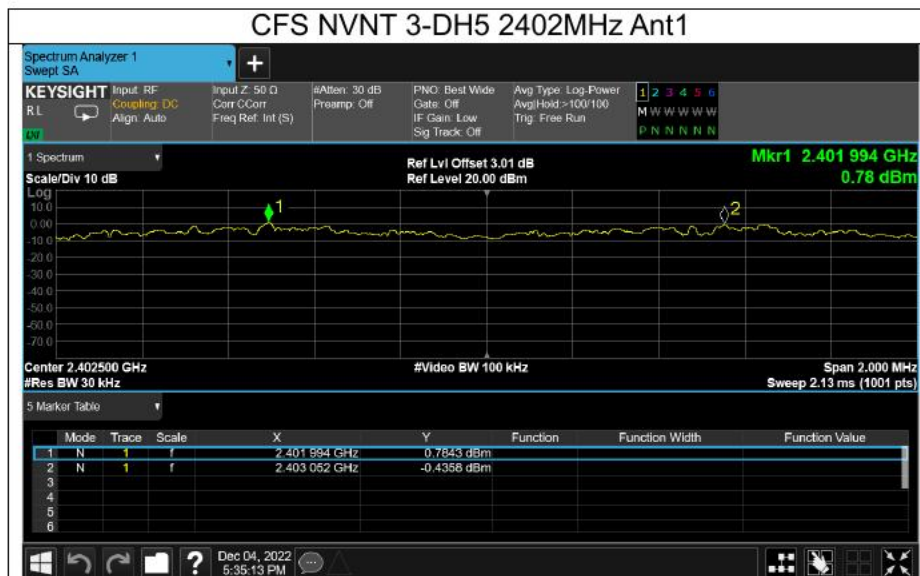 CFS NVNT 3-DH5 2402MHz Ant1
Spectrum Analyzer 1
Swept SA
+
KEYSIGHT
RL
LXI
Input: RF
Coupling: DC
Align: Auto
Input Z: 50 Ω
Corr CCorr
Freq Ref: Int (S)
#Atten: 30 dB
Preamp: Off
PNO: Best Wide
Gate: Off
IF Gain: Low
Sig Track: Off
Avg Type: Log-Power
Avg|Hold:>100/100
Trig: Free Run
1 2 3 4 5 6
M W W W W W
P N N N N N
1 Spectrum
Scale/Div 10 dB
Ref Lvl Offset 3.01 dB
Ref Level 20.00 dBm
Mkr1 2.401 994 GHz
0.78 dBm
Log
10.0
0.00
-10.0
-20.0
-30.0
-40.0
-50.0
-60.0
-70.0
1
2
Center 2.402500 GHz
#Res BW 30 kHz
#Video BW 100 kHz
Span 2.000 MHz
Sweep 2.13 ms (1001 pts)
5 Marker Table
Mode Trace Scale X Y Function Function Width Function Value
1 N 1 f 2.401 994 GHz 0.7843 dBm
2 N 1 f 2.403 052 GHz -0.4358 dBm
3
4
5
6
?
Dec 04, 2022
5:35:13 PM